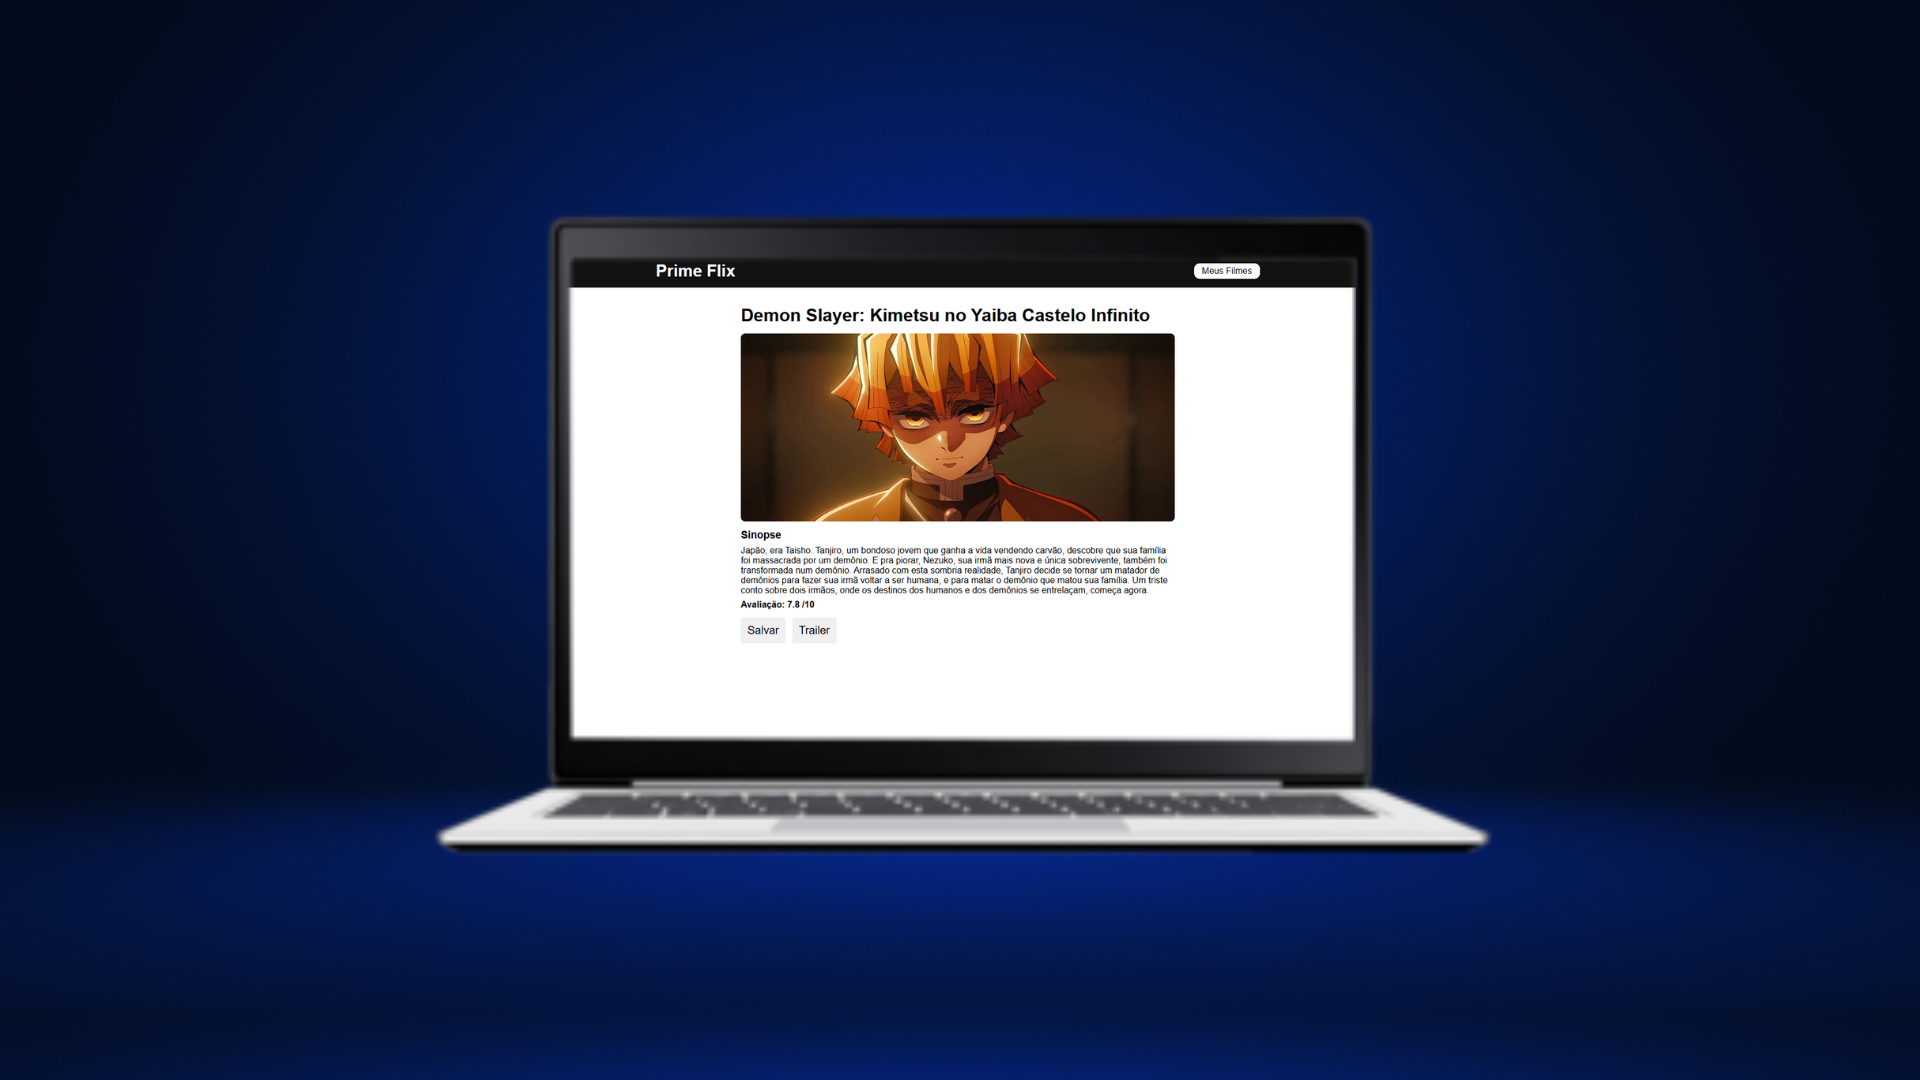 Prime Flix
Meus Filmes
Demon Slayer: Kimetsu no Yaiba Castelo Infinito
Sinopse
Japão, era Taisho. Tanjiro, um bondoso jovem que ganha a vida vendendo carvão, descobre que sua família
foi massacrada por um demônio. E pra piorar, Nezuko, sua irmã mais nova e única sobrevivente, também foi
transformada num demônio. Arrasado com esta sombria realidade, Tanjiro decide se tornar um matador de
demônios para fazer sua irmã voltar a ser humana, e para matar o demônio que matou sua família. Um triste
conto sobre dois irmãos, onde os destinos dos humanos e dos demônios se entrelaçam, começa agora.
Avaliação: 7.8 /10
Salvar
Trailer